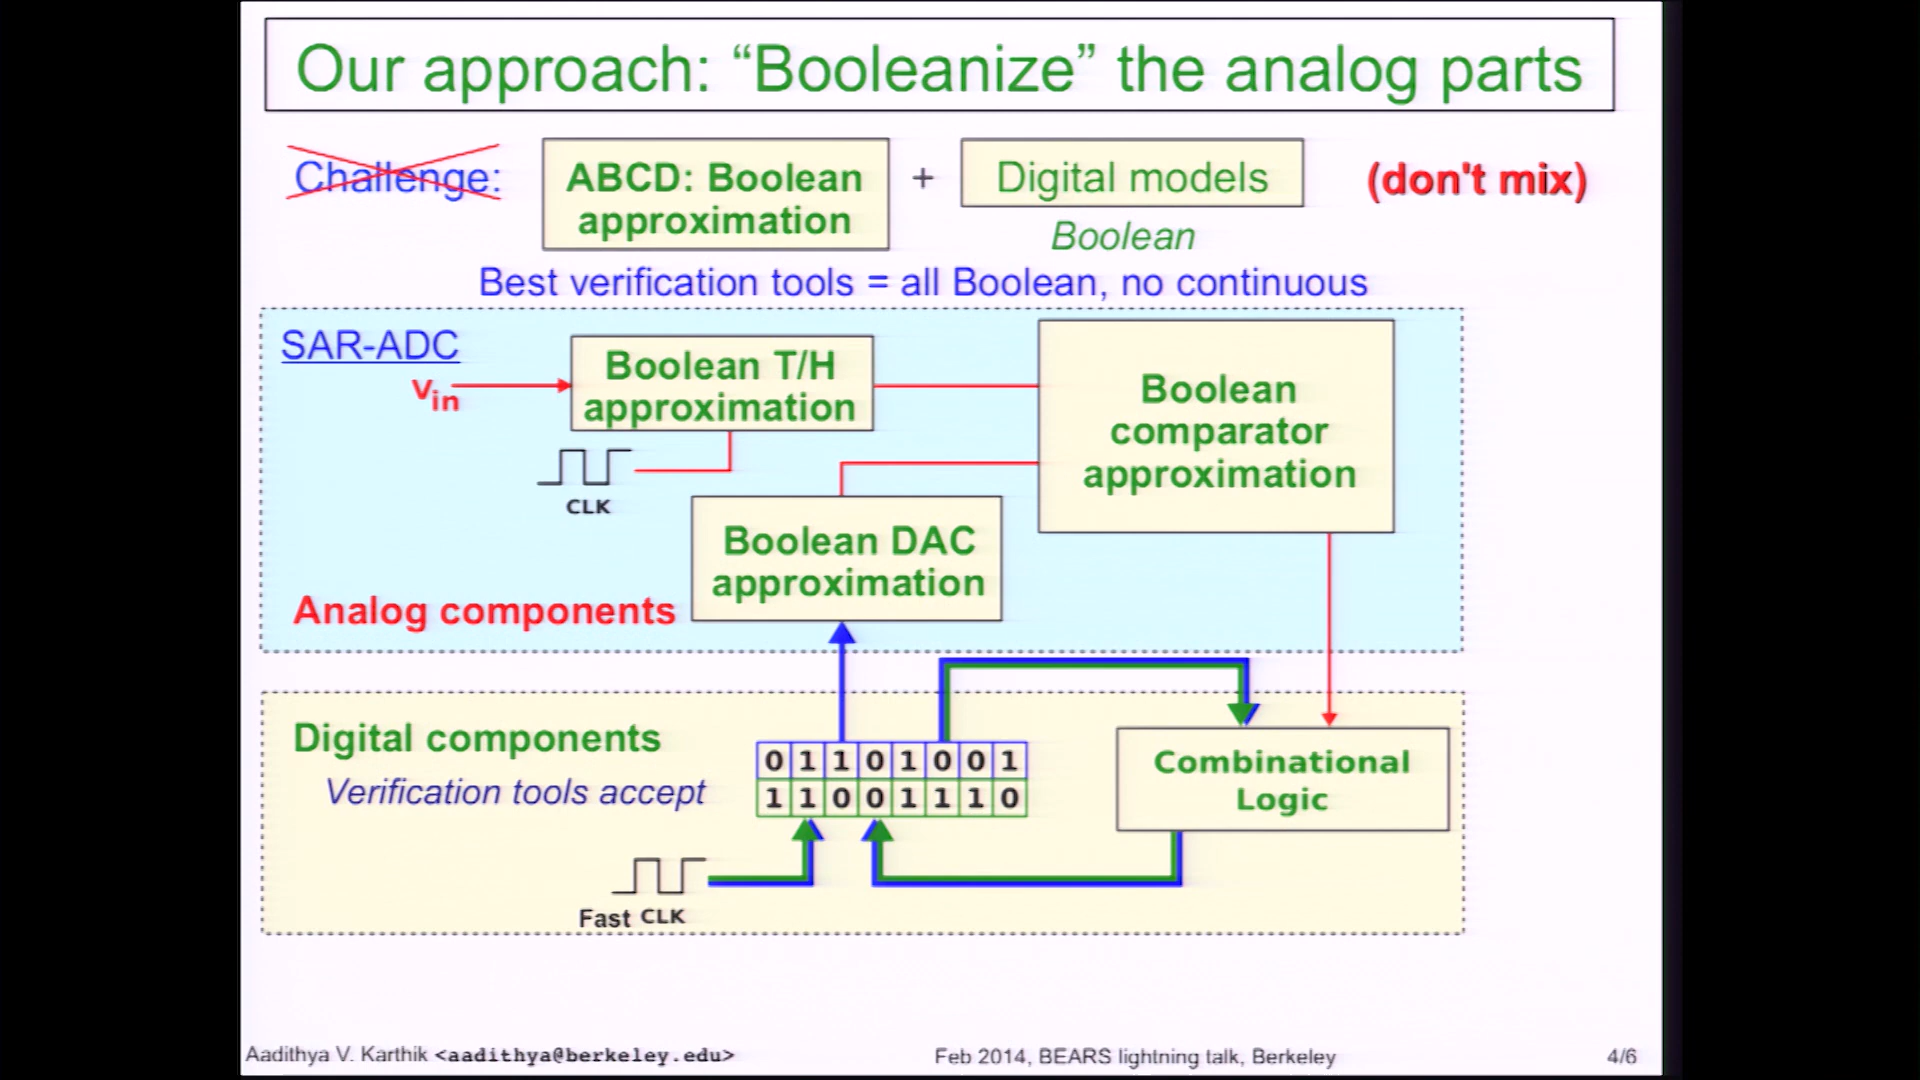 Our approach: “Booleanize” the analog parts
Challenge:
ABCD: Boolean
approximation
+
Digital models
Boolean
(don't mix)
Best verification tools = all Boolean, no continuous
SAR-ADC
Vin
Boolean T/H
approximation
CLK
Boolean
comparator
approximation
Boolean DAC
approximation
Analog components
Digital components
Verification tools accept
0 1 1 0 1 0 0 1
1 1 0 0 1 1 1 0
Combinational
Logic
Fast CLK
Aadithya V. Karthik <aadithya@berkeley.edu>
Feb 2014, BEARS lightning talk, Berkeley
4/6